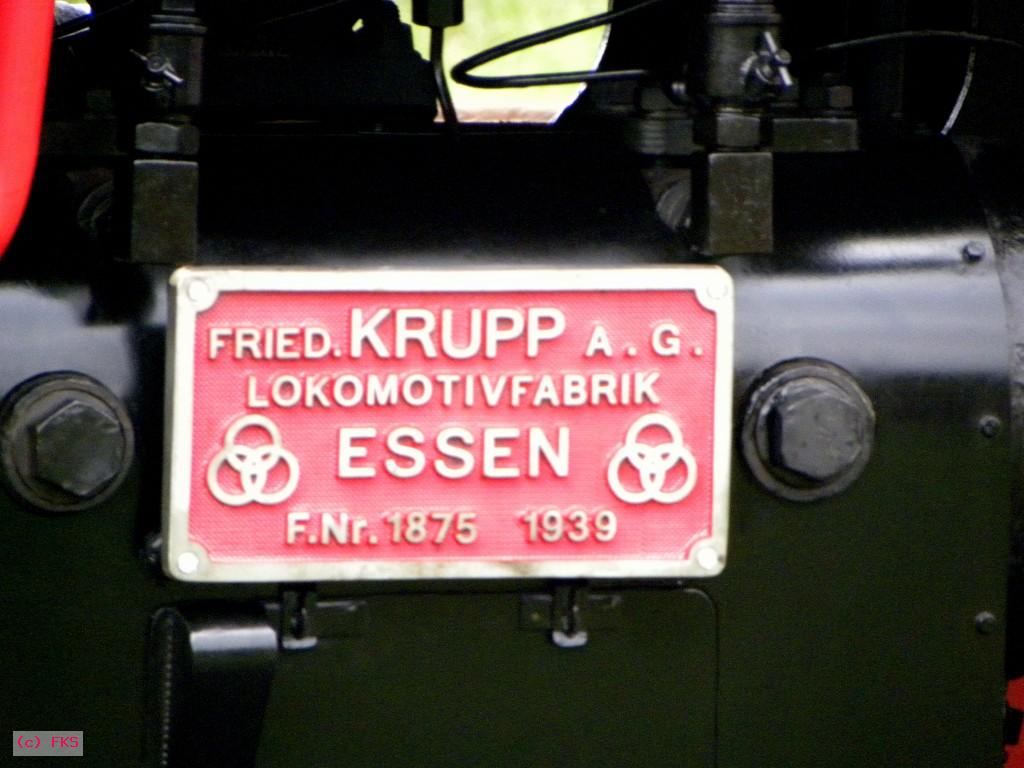 FRIED. KRUPP A. G.
LOKOMOTIVFABRIK
ESSEN
F.Nr. 1875 1939
(c) FKS